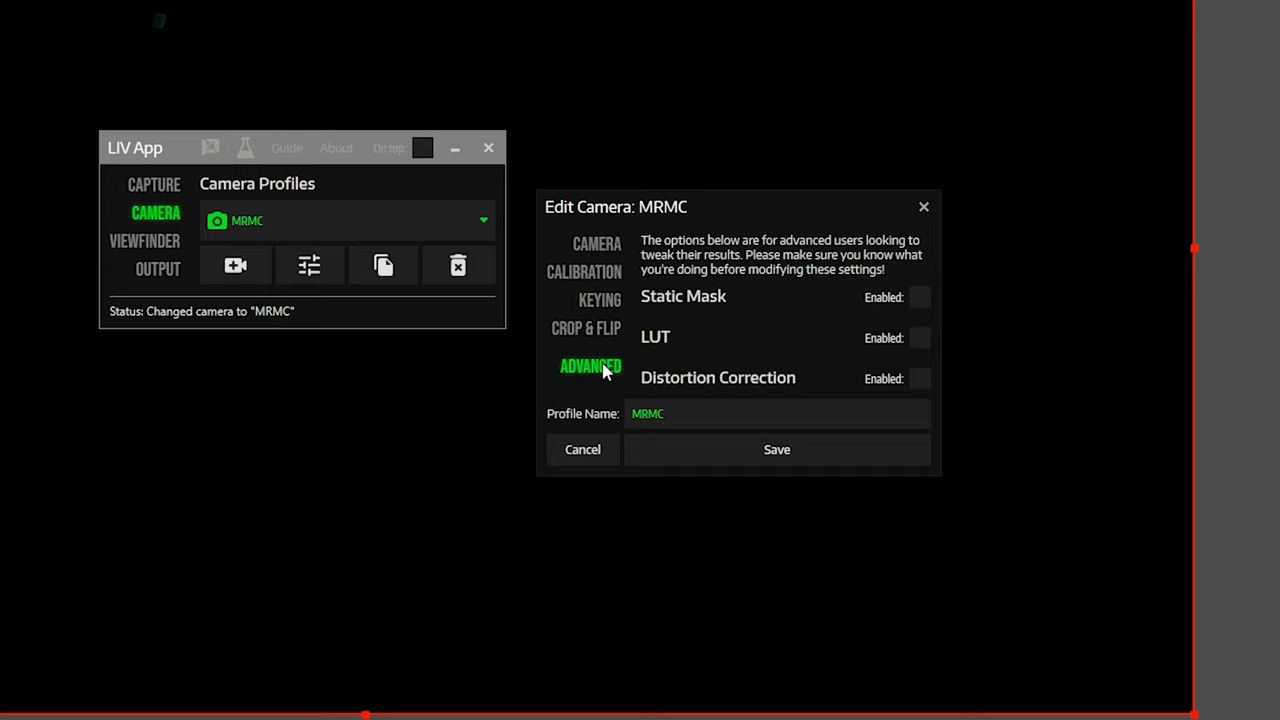 LIV App
Guide
About
On top
CAPTURE
CAMERA
VIEWFINDER
OUTPUT
Camera Profiles
MRMC
Status: Changed camera to "MRMC"
Edit Camera: MRMC
CAMERA
CALIBRATION
KEYING
CROP & FLIP
ADVANCED
The options below are for advanced users looking to
tweak their results. Please make sure you know what
you're doing before modifying these settings!
Static Mask
Enabled:
LUT
Enabled:
Distortion Correction
Enabled:
Profile Name:
MRMC
Cancel
Save